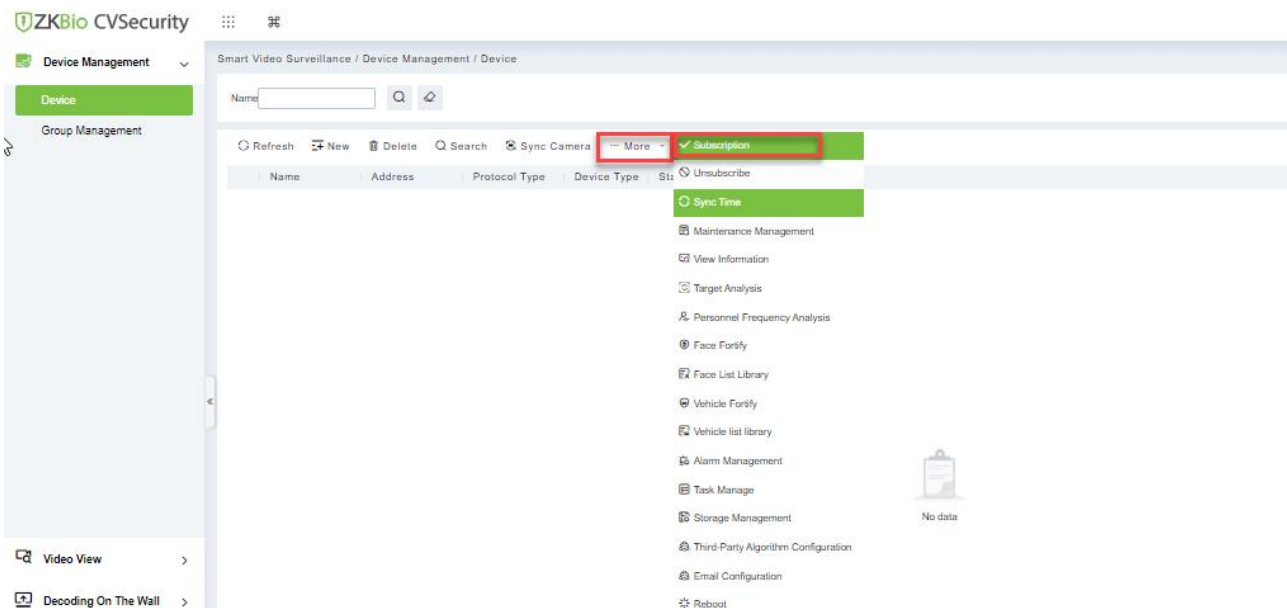 ZKBio CVSecurity
Device Management
Device
Group Management
Video View
Decoding On The Wall
Smart Video Surveillance / Device Management / Device
Name
Refresh New Delete Search Sync Camera More
Name Address Protocol Type Device Type Sta
Subscription
Unsubscribe
Sync Time
Maintenance Management
View Information
Target Analysis
Personnel Frequency Analysis
Face Fortify
Face List Library
Vehicle Fortify
Vehicle list library
Alarm Management
Task Manage
Storage Management
Third-Party Algorithm Configuration
Email Configuration
Reboot
No data